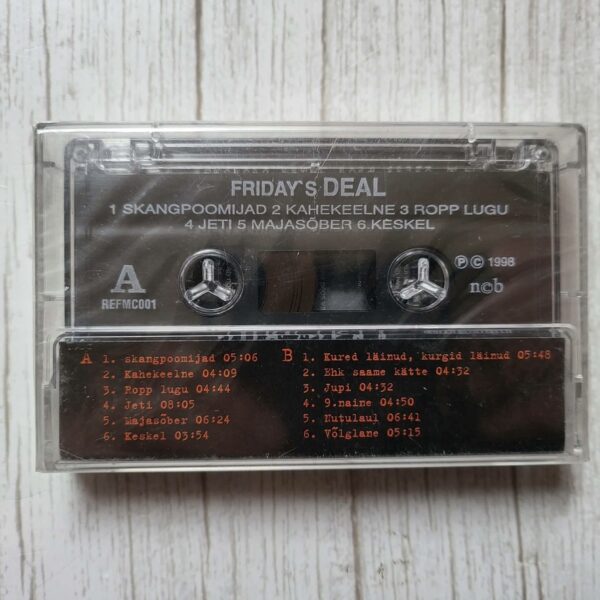 FRIDAY`s DEAL
1 SKANGPOOMIJAD 2 KAHEKEELNE 3 ROPP LUGU
4 JETI 5 MAJASÕBER 6.KESKEL
A
REFMC001
Ⓟ © 1998
n©b
A 1. skangpoomijad 05:06
2. Kahekeelne 04:09
3. Ropp lugu 04:44
4. Jeti 08:05
5. Majasõber 06:24
6. Keskel 03:54
B 1. Kured läinud, kurgid läinud 05:48
2. Ehk saame kätte 04:32
3. Jupi 04:32
4. 9.naine 04:50
5. Nutulaul 06:41
6. Võlglane 05:15